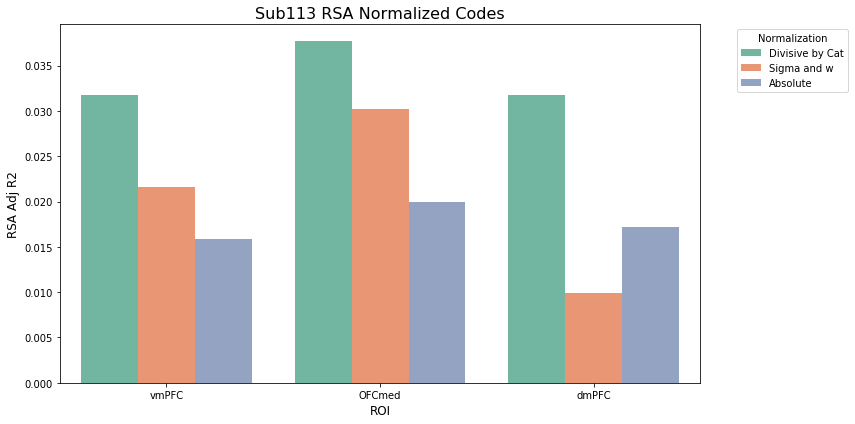 Sub113 RSA Normalized Codes
Normalization
Divisive by Cat
Sigma and w
Absolute
RSA Adj R2
0.035
0.030
0.025
0.020
0.015
0.010
0.005
0.000
vmPFC
OFCmed
dmPFC
ROI